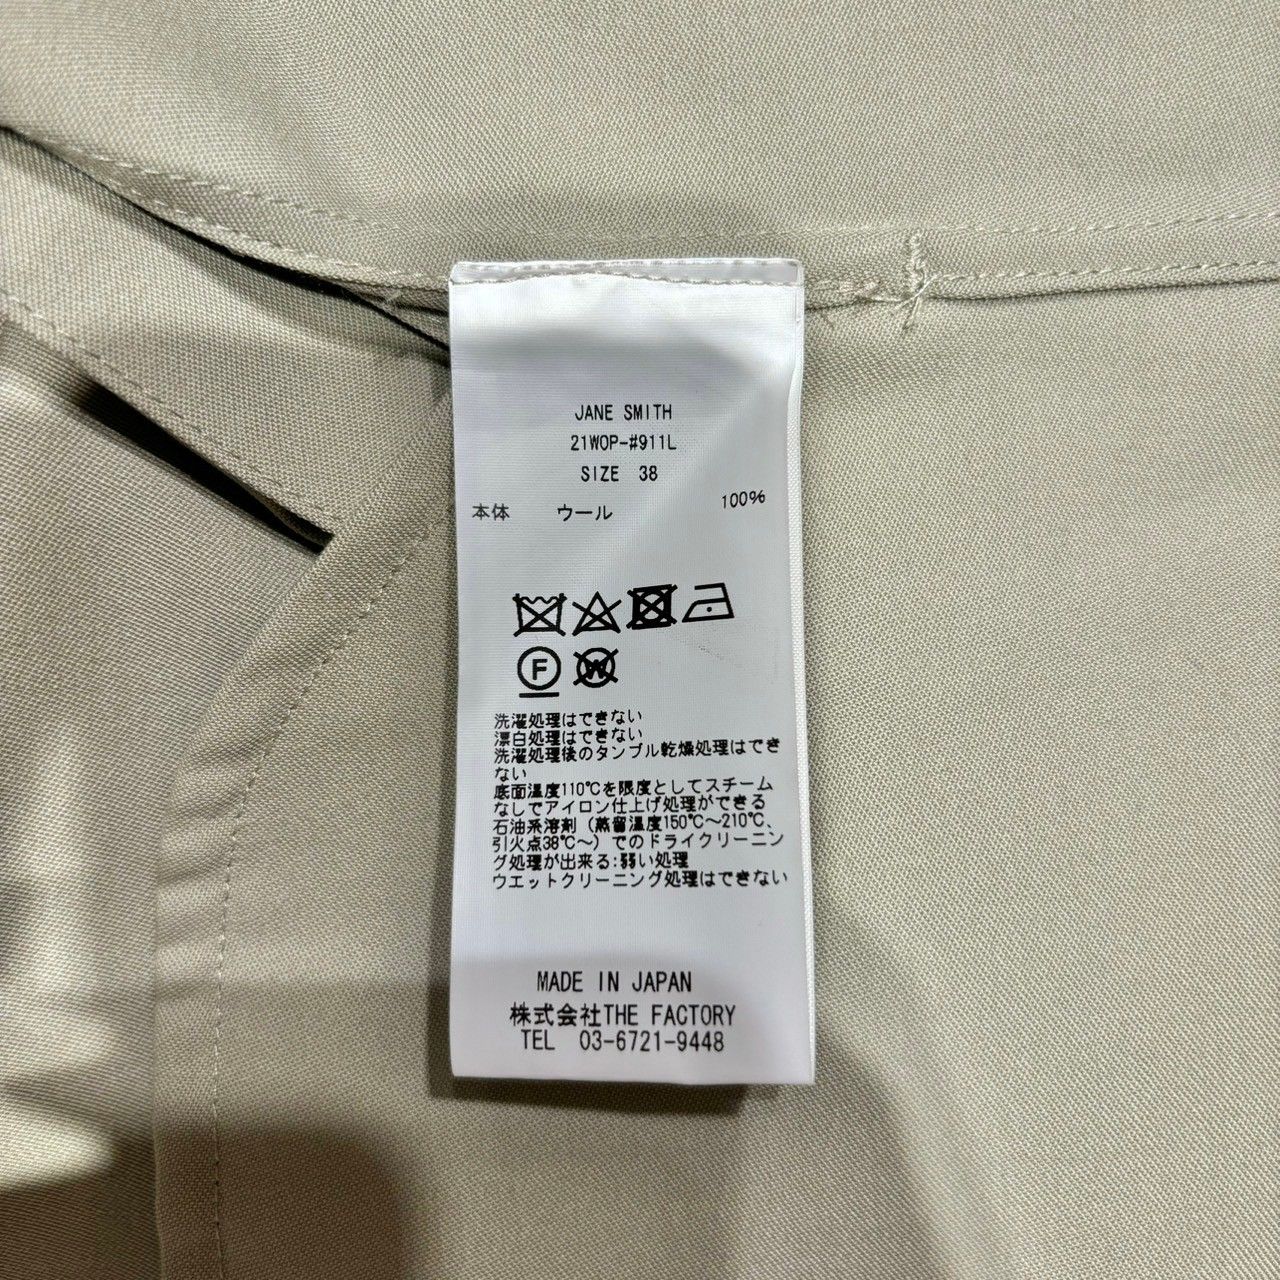 JANE SMITH
21WOP-#911L
SIZE 38
本体 ウール 100%
F W
洗濯処理はできない
漂白処理はできない
洗濯処理後のタンブル乾燥処理はでき
ない
底面温度110℃を限度としてスチーム
なしでアイロン仕上げ処理ができる
石油系溶剤（蒸留温度150℃～210℃、
引火点38℃～）でのドライクリーニン
グ処理が出来る:弱い処理
ウエットクリーニング処理はできない
MADE IN JAPAN
株式会社THE FACTORY
TEL 03-6721-9448